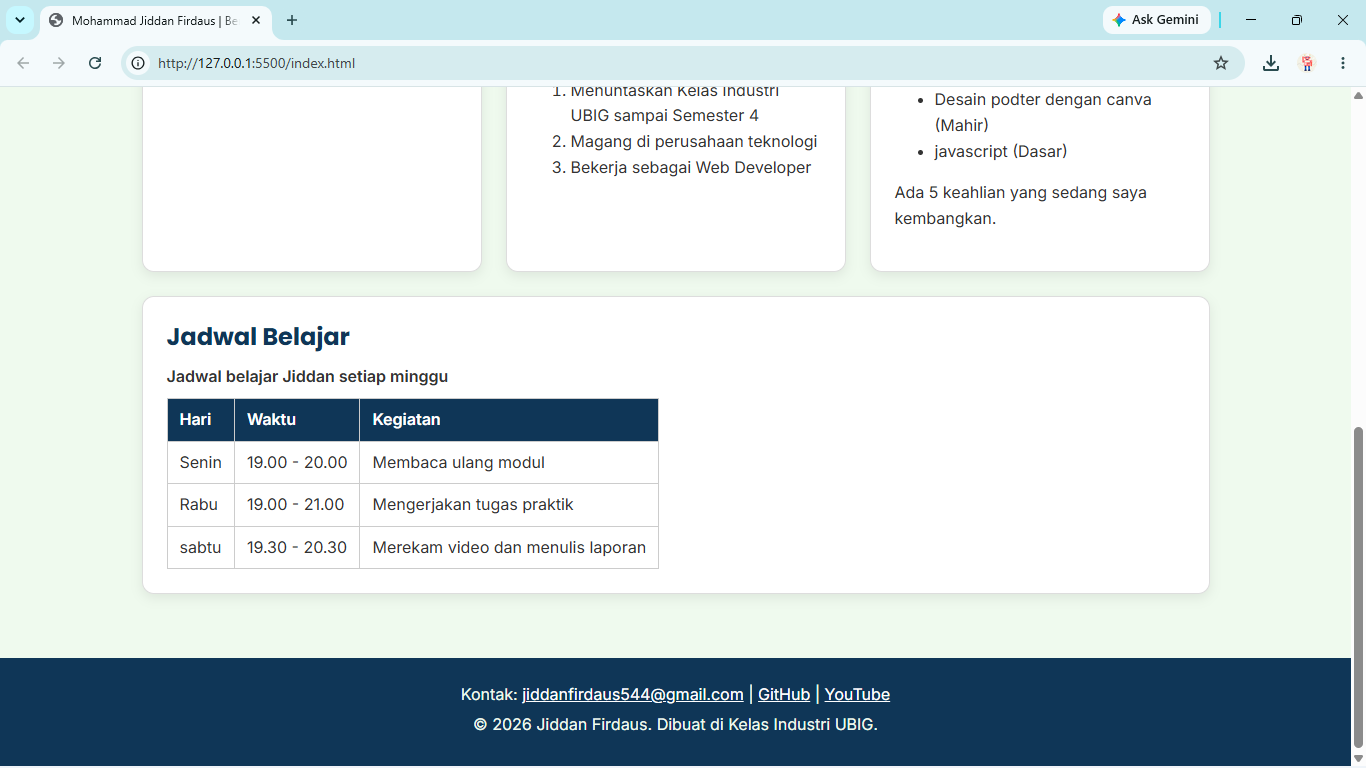 Mohammad Jiddan Firdaus | Be
Ask Gemini
http://127.0.0.1:5500/index.html
1. Menuntaskan Kelas Industri
UBIG sampai Semester 4
2. Magang di perusahaan teknologi
3. Bekerja sebagai Web Developer
• Desain podter dengan canva
(Mahir)
• javascript (Dasar)
Ada 5 keahlian yang sedang saya
kembangkan.
Jadwal Belajar
Jadwal belajar Jiddan setiap minggu
Hari Waktu Kegiatan
Senin 19.00 - 20.00 Membaca ulang modul
Rabu 19.00 - 21.00 Mengerjakan tugas praktik
sabtu 19.30 - 20.30 Merekam video dan menulis laporan
Kontak: jiddanfirdaus544@gmail.com | GitHub | YouTube
© 2026 Jiddan Firdaus. Dibuat di Kelas Industri UBIG.